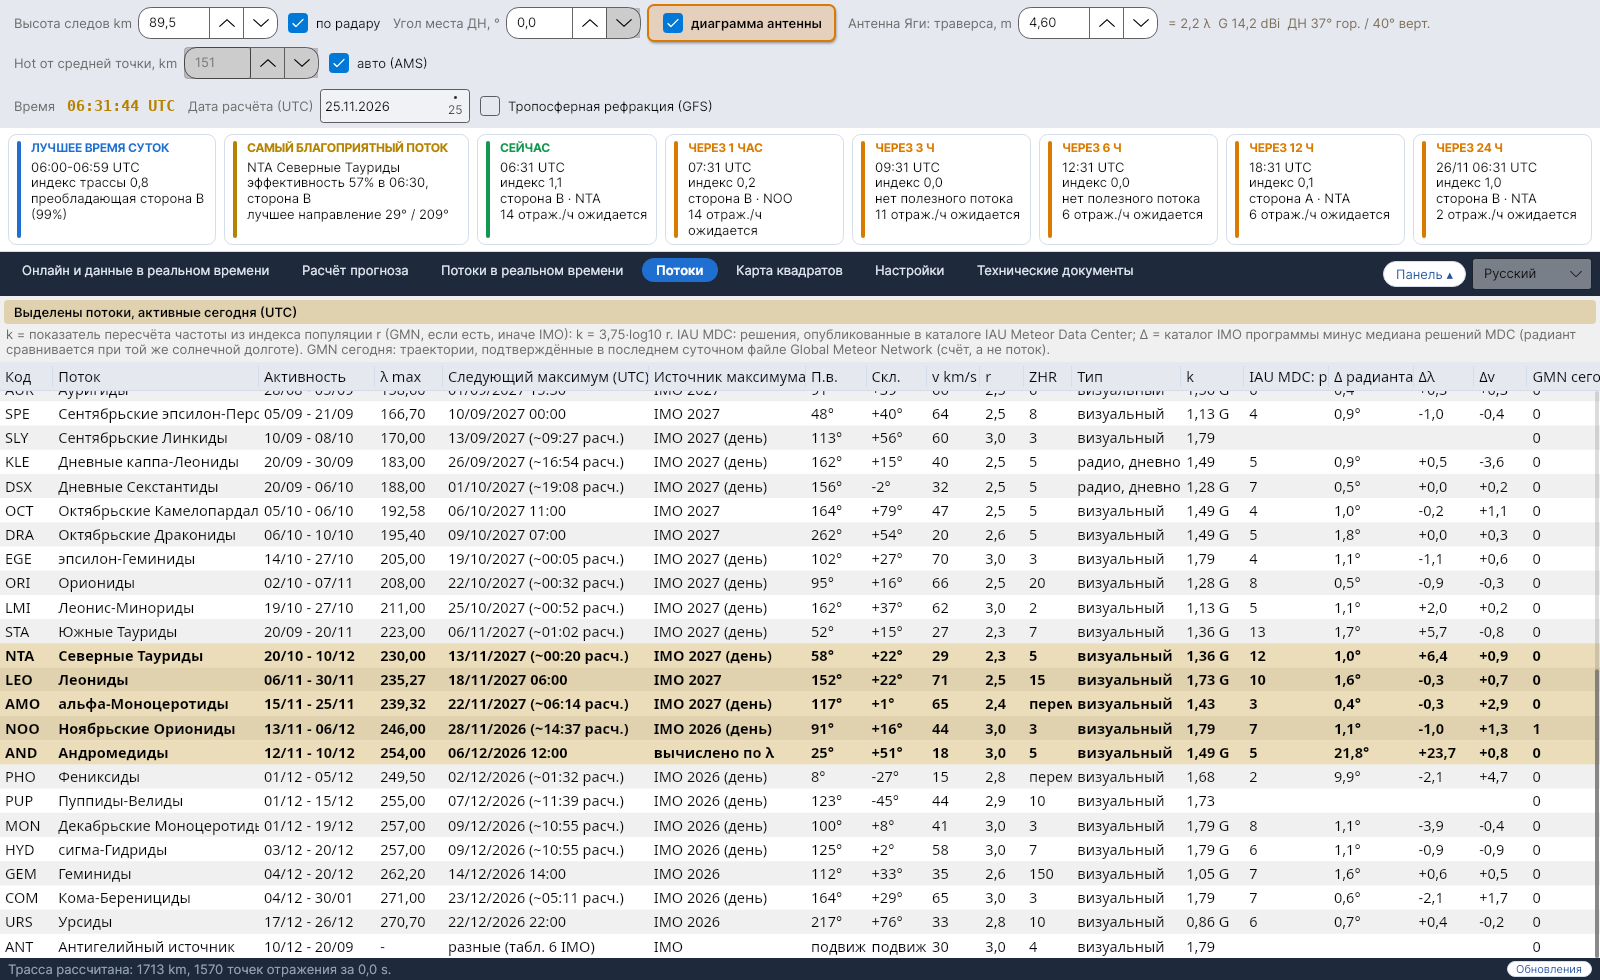 Высота следов km 89,5 по радару Угол места ДН, ° 0,0 диаграмма антенны Антенна Яги: траверса, m 4,60 = 2,2 λ G 14,2 dBi ДН 37° гор. / 40° верт.
Hot от средней точки, km 151 авто (AMS)
Время 06:31:44 UTC Дата расчёта (UTC) 25.11.2026 25 Тропосферная рефракция (GFS)
ЛУЧШЕЕ ВРЕМЯ СУТОК
06:00-06:59 UTC
индекс трассы 0,8
преобладающая сторона B
(99%)
САМЫЙ БЛАГОПРИЯТНЫЙ ПОТОК
NTA Северные Тауриды
эффективность 57% в 06:30,
сторона B
лучшее направление 29° / 209°
СЕЙЧАС
06:31 UTC
индекс 1,1
сторона B · NTA
14 отраж./ч ожидается
ЧЕРЕЗ 1 ЧАС
07:31 UTC
индекс 0,2
сторона B · NOO
14 отраж./ч
ожидается
ЧЕРЕЗ 3 Ч
09:31 UTC
индекс 0,0
нет полезного потока
11 отраж./ч ожидается
ЧЕРЕЗ 6 Ч
12:31 UTC
индекс 0,0
нет полезного потока
6 отраж./ч ожидается
ЧЕРЕЗ 12 Ч
18:31 UTC
индекс 0,1
сторона A · NTA
6 отраж./ч ожидается
ЧЕРЕЗ 24 Ч
26/11 06:31 UTC
индекс 1,0
сторона B · NTA
2 отраж./ч ожидается
Онлайн и данные в реальном времени Расчёт прогноза Потоки в реальном времени Потоки Карта квадратов Настройки Технические документы Панель ▴ Русский
Выделены потоки, активные сегодня (UTC)
k = показатель пересчёта частоты из индекса популяции r (GMN, если есть, иначе IMO): k = 3,75·log10 r. IAU MDC: решения, опубликованные в каталоге IAU Meteor Data Center; Δ = каталог IMO программы минус медиана решений MDC (радиант
сравнивается при той же солнечной долготе). GMN сегодня: траектории, подтверждённые в последнем суточном файле Global Meteor Network (счёт, а не поток).
Код Поток Активность λ max Следующий максимум (UTC) Источник максимума П.в. Скл. v km/s r ZHR Тип k IAU MDC: р Δ радианта Δλ Δv GMN сего
SPE Сентябрьские эпсилон-Перс 05/09 - 21/09 166,70 10/09/2027 00:00 IMO 2027 48° +40° 64 2,5 8 визуальный 1,13 G 4 0,9° -1,0 -0,4 0
SLY Сентябрьские Линкиды 10/09 - 08/10 170,00 13/09/2027 (~09:27 расч.) IMO 2027 (день) 113° +56° 60 3,0 3 визуальный 1,79 0
KLE Дневные каппа-Леониды 20/09 - 30/09 183,00 26/09/2027 (~16:54 расч.) IMO 2027 (день) 162° +15° 40 2,5 5 радио, дневно 1,49 5 0,9° +0,5 -3,6 0
DSX Дневные Секстантиды 20/09 - 06/10 188,00 01/10/2027 (~19:08 расч.) IMO 2027 (день) 156° -2° 32 2,5 5 радио, дневно 1,28 G 7 0,5° +0,0 +0,2 0
OCT Октябрьские Камелопардал 05/10 - 06/10 192,58 06/10/2027 11:00 IMO 2027 164° +79° 47 2,5 5 визуальный 1,49 G 4 1,0° -0,2 +1,1 0
DRA Октябрьские Дракониды 06/10 - 10/10 195,40 09/10/2027 07:00 IMO 2027 262° +54° 20 2,6 5 визуальный 1,49 G 5 1,8° +0,0 +0,3 0
EGE эпсилон-Геминиды 14/10 - 27/10 205,00 19/10/2027 (~00:05 расч.) IMO 2027 (день) 102° +27° 70 3,0 3 визуальный 1,79 4 1,1° -1,1 +0,6 0
ORI Ориониды 02/10 - 07/11 208,00 22/10/2027 (~00:32 расч.) IMO 2027 (день) 95° +16° 66 2,5 20 визуальный 1,28 G 8 0,5° -0,9 -0,3 0
LMI Леонис-Минориды 19/10 - 27/10 211,00 25/10/2027 (~00:52 расч.) IMO 2027 (день) 162° +37° 62 3,0 2 визуальный 1,13 G 5 1,1° +2,0 +0,2 0
STA Южные Тауриды 20/09 - 20/11 223,00 06/11/2027 (~01:02 расч.) IMO 2027 (день) 52° +15° 27 2,3 7 визуальный 1,36 G 13 1,7° +5,7 -0,8 0
NTA Северные Тауриды 20/10 - 10/12 230,00 13/11/2027 (~00:20 расч.) IMO 2027 (день) 58° +22° 29 2,3 5 визуальный 1,36 G 12 1,0° +6,4 +0,9 0
LEO Леониды 06/11 - 30/11 235,27 18/11/2027 06:00 IMO 2027 152° +22° 71 2,5 15 визуальный 1,73 G 10 1,6° -0,3 +0,7 0
AMO альфа-Моноцеротиды 15/11 - 25/11 239,32 22/11/2027 (~06:14 расч.) IMO 2027 (день) 117° +1° 65 2,4 перем визуальный 1,43 3 0,4° -0,3 +2,9 0
NOO Ноябрьские Ориониды 13/11 - 06/12 246,00 28/11/2026 (~14:37 расч.) IMO 2026 (день) 91° +16° 44 3,0 3 визуальный 1,79 7 1,1° -1,0 +1,3 1
AND Андромедиды 12/11 - 10/12 254,00 06/12/2026 12:00 вычислено по λ 25° +51° 18 3,0 5 визуальный 1,49 G 5 21,8° +23,7 +0,8 0
PHO Фениксиды 01/12 - 05/12 249,50 02/12/2026 (~01:32 расч.) IMO 2026 (день) 8° -27° 15 2,8 перем визуальный 1,68 2 9,9° -2,1 +4,7 0
PUP Пуппиды-Велиды 01/12 - 15/12 255,00 07/12/2026 (~11:39 расч.) IMO 2026 (день) 123° -45° 44 2,9 10 визуальный 1,73 0
MON Декабрьские Моноцеротиды 01/12 - 19/12 257,00 09/12/2026 (~10:55 расч.) IMO 2026 (день) 100° +8° 41 3,0 3 визуальный 1,79 G 8 1,1° -3,9 -0,4 0
HYD сигма-Гидриды 03/12 - 20/12 257,00 09/12/2026 (~10:55 расч.) IMO 2026 (день) 125° +2° 58 3,0 7 визуальный 1,79 G 6 1,1° -0,9 -0,9 0
GEM Геминиды 04/12 - 20/12 262,20 14/12/2026 14:00 IMO 2026 112° +33° 35 2,6 150 визуальный 1,05 G 7 1,6° +0,6 +0,5 0
COM Кома-Беренициды 04/12 - 30/01 271,00 23/12/2026 (~05:11 расч.) IMO 2026 (день) 164° +29° 65 3,0 3 визуальный 1,79 7 0,6° -2,1 +1,7 0
URS Урсиды 17/12 - 26/12 270,70 22/12/2026 22:00 IMO 2026 217° +76° 33 2,8 10 визуальный 0,86 G 6 0,7° +0,4 -0,2 0
ANT Антигелийный источник 10/12 - 20/09 - разные (табл. 6 IMO) IMO подвиж подвиж 30 3,0 4 визуальный 1,79 0
Трасса рассчитана: 1713 km, 1570 точек отражения за 0,0 s. Обновления